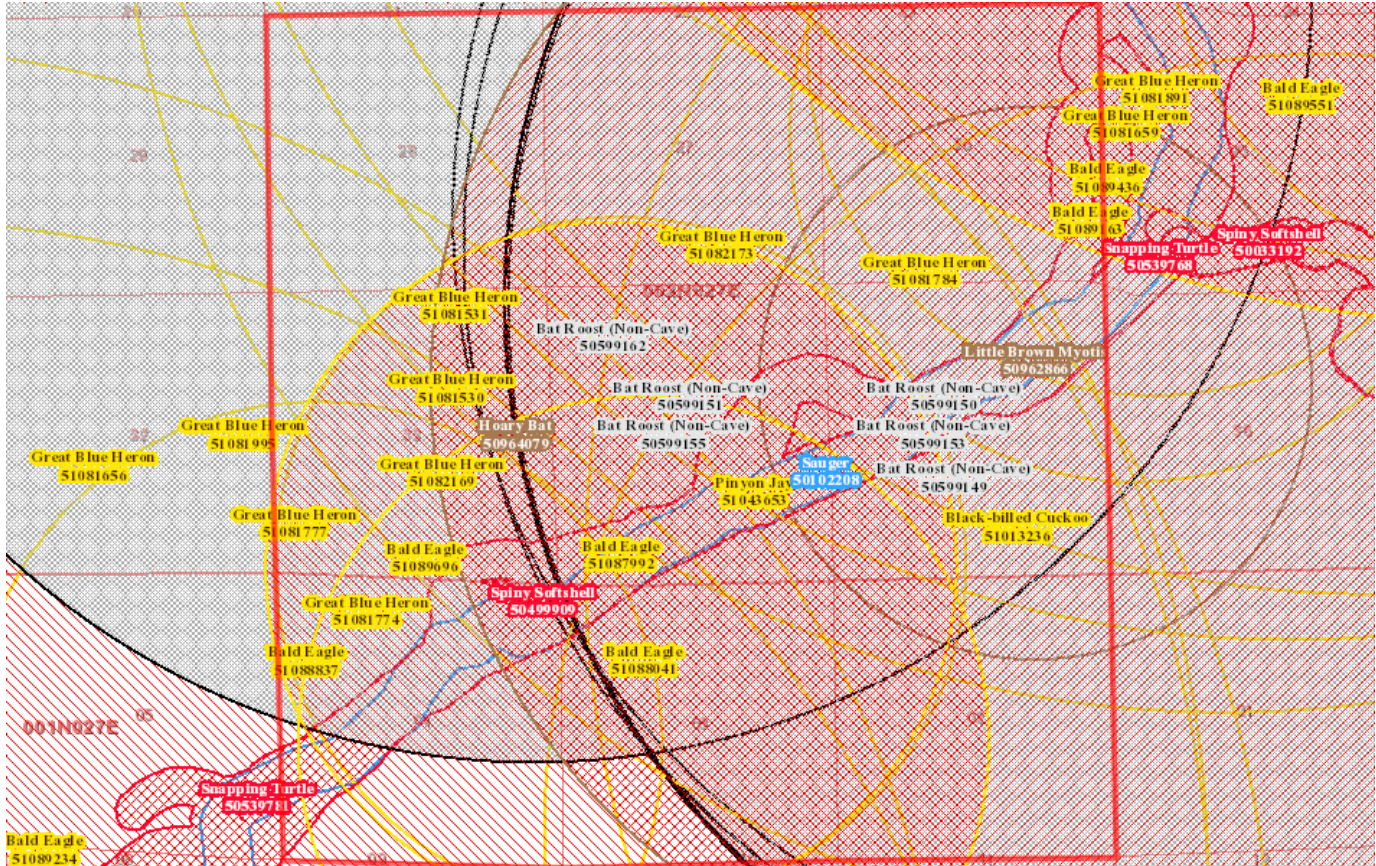 Great Blue Heron
51081891
Bald Eagle
51089551
Great Blue Heron
51081659
29
28
27
Bald Eagle
51089436
Bald Eagle
51089163
Great Blue Heron
51082173
Snapping Turtle
50539768
Spiny Softshell
50033192
Great Blue Heron
51081784
Great Blue Heron
51081531
Bat Roost (Non-Cave)
50599162
Little Brown Myotis
50962866
Great Blue Heron
51081530
Bat Roost (Non-Cave)
50599151
Bat Roost (Non-Cave)
50599150
Great Blue Heron
51081995
Hoary Bat
50964079
Bat Roost (Non-Cave)
50599155
Bat Roost (Non-Cave)
50599153
Great Blue Heron
51081656
Great Blue Heron
51082169
Pinyon Jay
51043653
Sauger
50102208
Bat Roost (Non-Cave)
50599149
Great Blue Heron
51081777
Black-billed Cuckoo
51013236
Bald Eagle
51089696
Bald Eagle
51087992
Spiny Softshell
50499909
Great Blue Heron
51081774
Bald Eagle
51088837
Bald Eagle
51088041
05
001N027E
01
Snapping Turtle
50539781
Bald Eagle
51089234
09